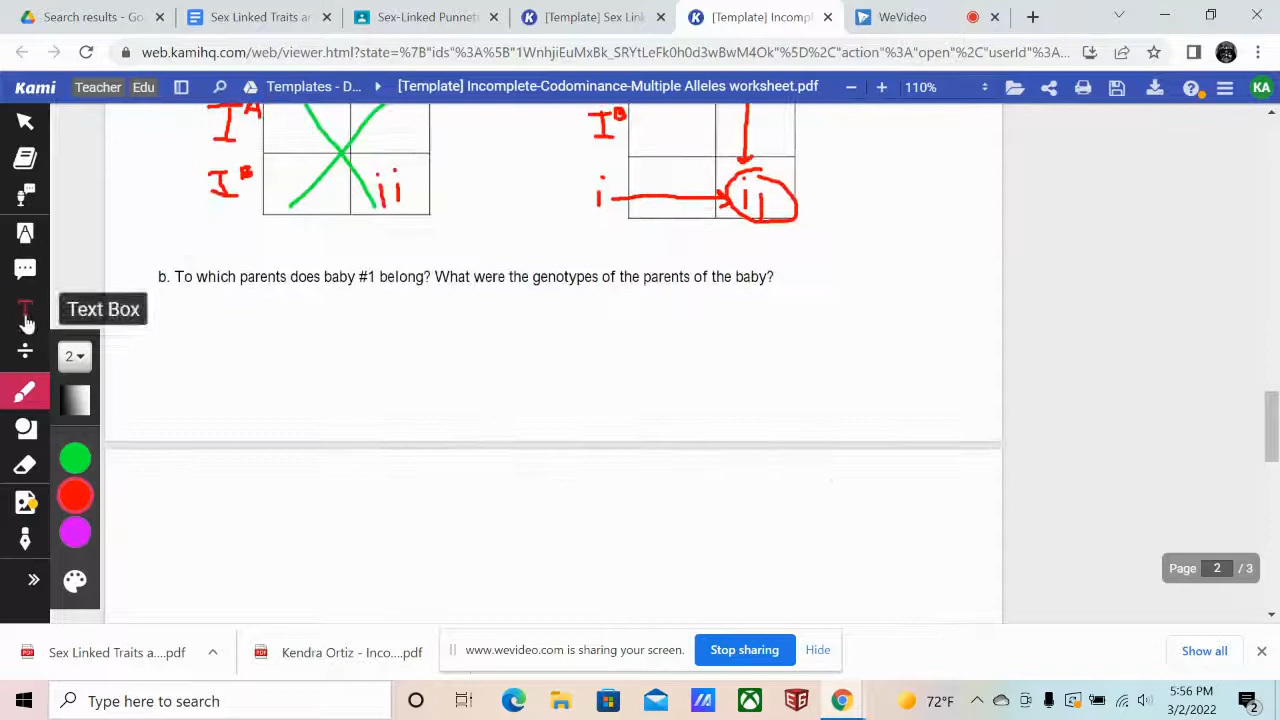 Search results - Go
Sex Linked Traits ar
Sex-Linked Punnett
[Template] Sex Link
[Template] Incompl
WeVideo
web.kamihq.com/web/viewer.html?state=%7B"ids"%3A%5B"1WnhjiEuMxBk_SRYtLeFk0h0d3wBwM4Ok"%5D%2C"action"%3A"open"%2C"userId"%3A...
Kami Teacher Edu Templates - D... [Template] Incomplete-Codominance-Multiple Alleles worksheet.pdf 110% KA
I^A
I^B
I^B
ii
i
ii
b. To which parents does baby #1 belong? What were the genotypes of the parents of the baby?
Text Box
2
Page 2 / 3
Sex Linked Traits a....pdf
Kendra Ortiz - Inco....pdf
www.wevideo.com is sharing your screen.
Stop sharing
Hide
Show all
Type here to search
72°F
5:56 PM
3/2/2022
2